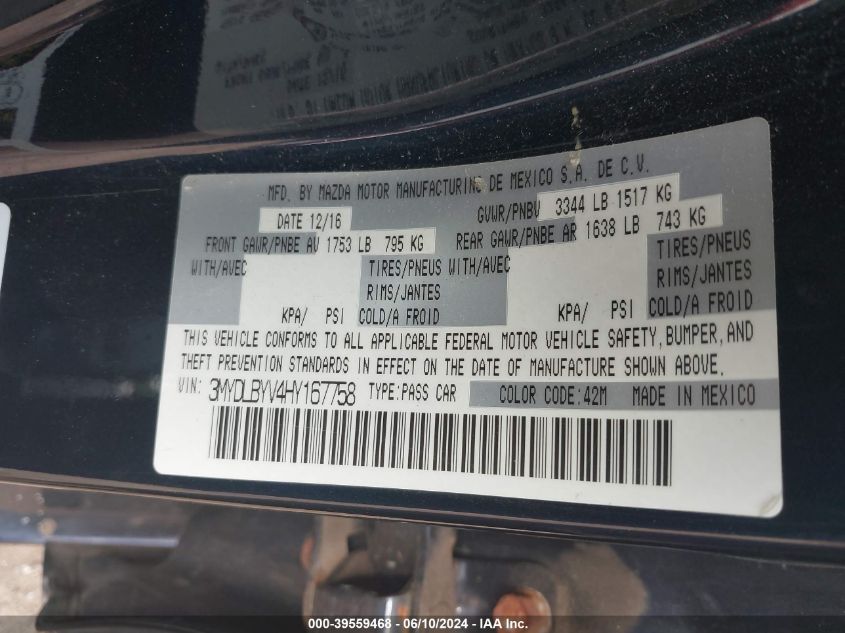 MFD. BY MAZDA MOTOR MANUFACTURING DE MEXICO S.A. DE C.V.
DATE 12/16 GVWR/PNBV 3344 LB 1517 KG
FRONT GAWR/PNBE AV 1753 LB 795 KG REAR GAWR/PNBE AR 1638 LB 743 KG
WITH/AVEC TIRES/PNEUS WITH/AVEC TIRES/PNEUS
RIMS/JANTES RIMS/JANTES
KPA/ PSI COLD/A FROID KPA/ PSI COLD/A FROID
THIS VEHICLE CONFORMS TO ALL APPLICABLE FEDERAL MOTOR VEHICLE SAFETY, BUMPER, AND
THEFT PREVENTION STANDARDS IN EFFECT ON THE DATE OF MANUFACTURE SHOWN ABOVE.
VIN: 3MYDLBYV4HY167758 TYPE:PASS CAR COLOR CODE:42M MADE IN MEXICO
000-39559468 - 06/10/2024 - IAA Inc.